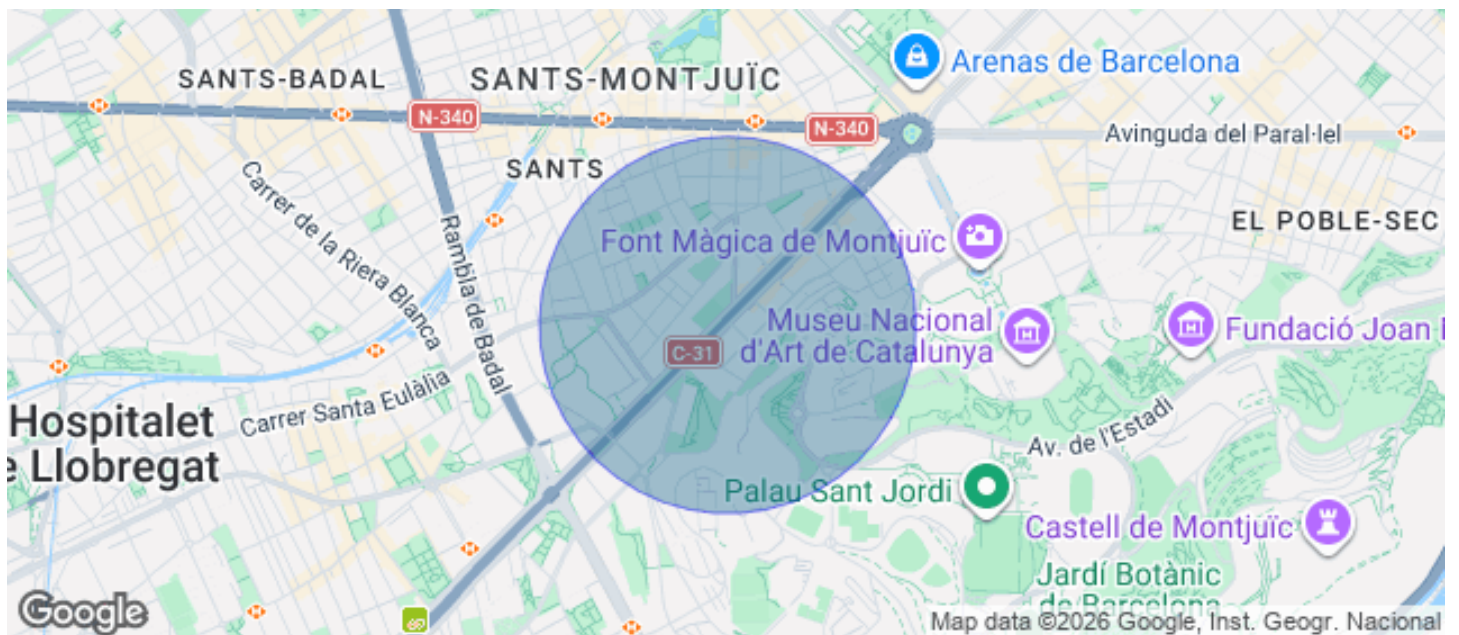 Arenas de Barcelona
SANTS-BADAL
SANTS-MONTJUÏC
N-340
N-340
Avinguda del Paral·lel
SANTS
Carrer de la Riera Blanca
Rambla de Badal
EL POBLE-SEC
Font Màgica de Montjuïc
Museu Nacional
d'Art de Catalunya
Fundació Joan
C-31
Carrer Santa Eulàlia
Hospitalet
Llobregat
Av. de l'Estadi
Palau Sant Jordi
Castell de Montjuïc
Jardí Botànic
de Barcelona
Google
Map data ©2026 Google, Inst. Geogr. Nacional